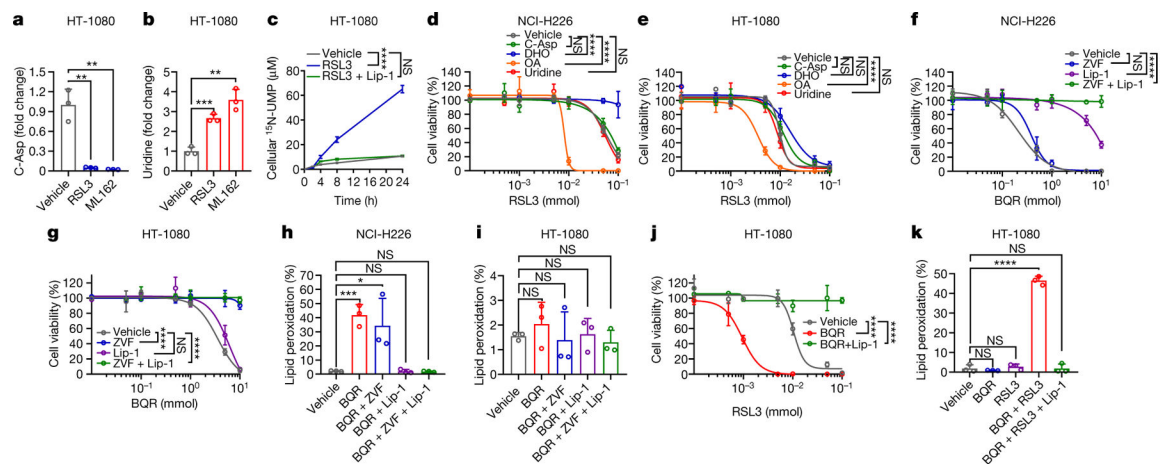 a
HT-1080
**
**
C-Asp (fold change)
1.5
1.2
0.9
0.6
0.3
0
Vehicle
RSL3
ML162
b
HT-1080
**
***
Uridine (fold change)
5
4
3
2
1
0
Vehicle
RSL3
ML162
c
HT-1080
Vehicle
RSL3
RSL3 + Lip-1
****
NS
Cellular ¹⁵N-UMP (μM)
80
60
40
20
0
0 4 8 12 16 20 24
Time (h)
d
NCI-H226
Vehicle
C-Asp
DHO
OA
Uridine
NS
****
****
NS
Cell viability (%)
140
120
100
80
60
40
20
0
10⁻³ 10⁻² 10⁻¹
RSL3 (mmol)
e
HT-1080
Vehicle
C-Asp
DHO
OA
Uridine
NS
NS
****
NS
Cell viability (%)
140
120
100
80
60
40
20
0
10⁻³ 10⁻² 10⁻¹
RSL3 (mmol)
f
NCI-H226
Vehicle
ZVF
Lip-1
ZVF + Lip-1
NS
****
****
Cell viability (%)
140
120
100
80
60
40
20
0
10⁻¹ 10⁰ 10¹
BQR (mmol)
g
HT-1080
Cell viability (%)
120
100
80
60
40
20
0
Vehicle
ZVF
Lip-1
ZVF + Lip-1
****
NS
****
10⁻¹ 10⁰ 10¹
BQR (mmol)
h
NCI-H226
NS
NS
*
***
Lipid peroxidation (%)
70
60
50
40
30
20
10
0
Vehicle
BQR
BQR + ZVF
BQR + Lip-1
BQR + ZVF + Lip-1
i
HT-1080
NS
NS
NS
NS
Lipid peroxidation (%)
4
2
0
Vehicle
BQR
BQR + ZVF
BQR + Lip-1
BQR + ZVF + Lip-1
j
HT-1080
Cell viability (%)
120
100
80
60
40
20
0
Vehicle
BQR
BQR+Lip-1
****
****
10⁻³ 10⁻² 10⁻¹
RSL3 (mmol)
k
HT-1080
NS
****
NS
NS
Lipid peroxidation (%)
50
40
20
10
0
Vehicle
BQR
RSL3
BQR + RSL3
BQR + RSL3 + Lip-1